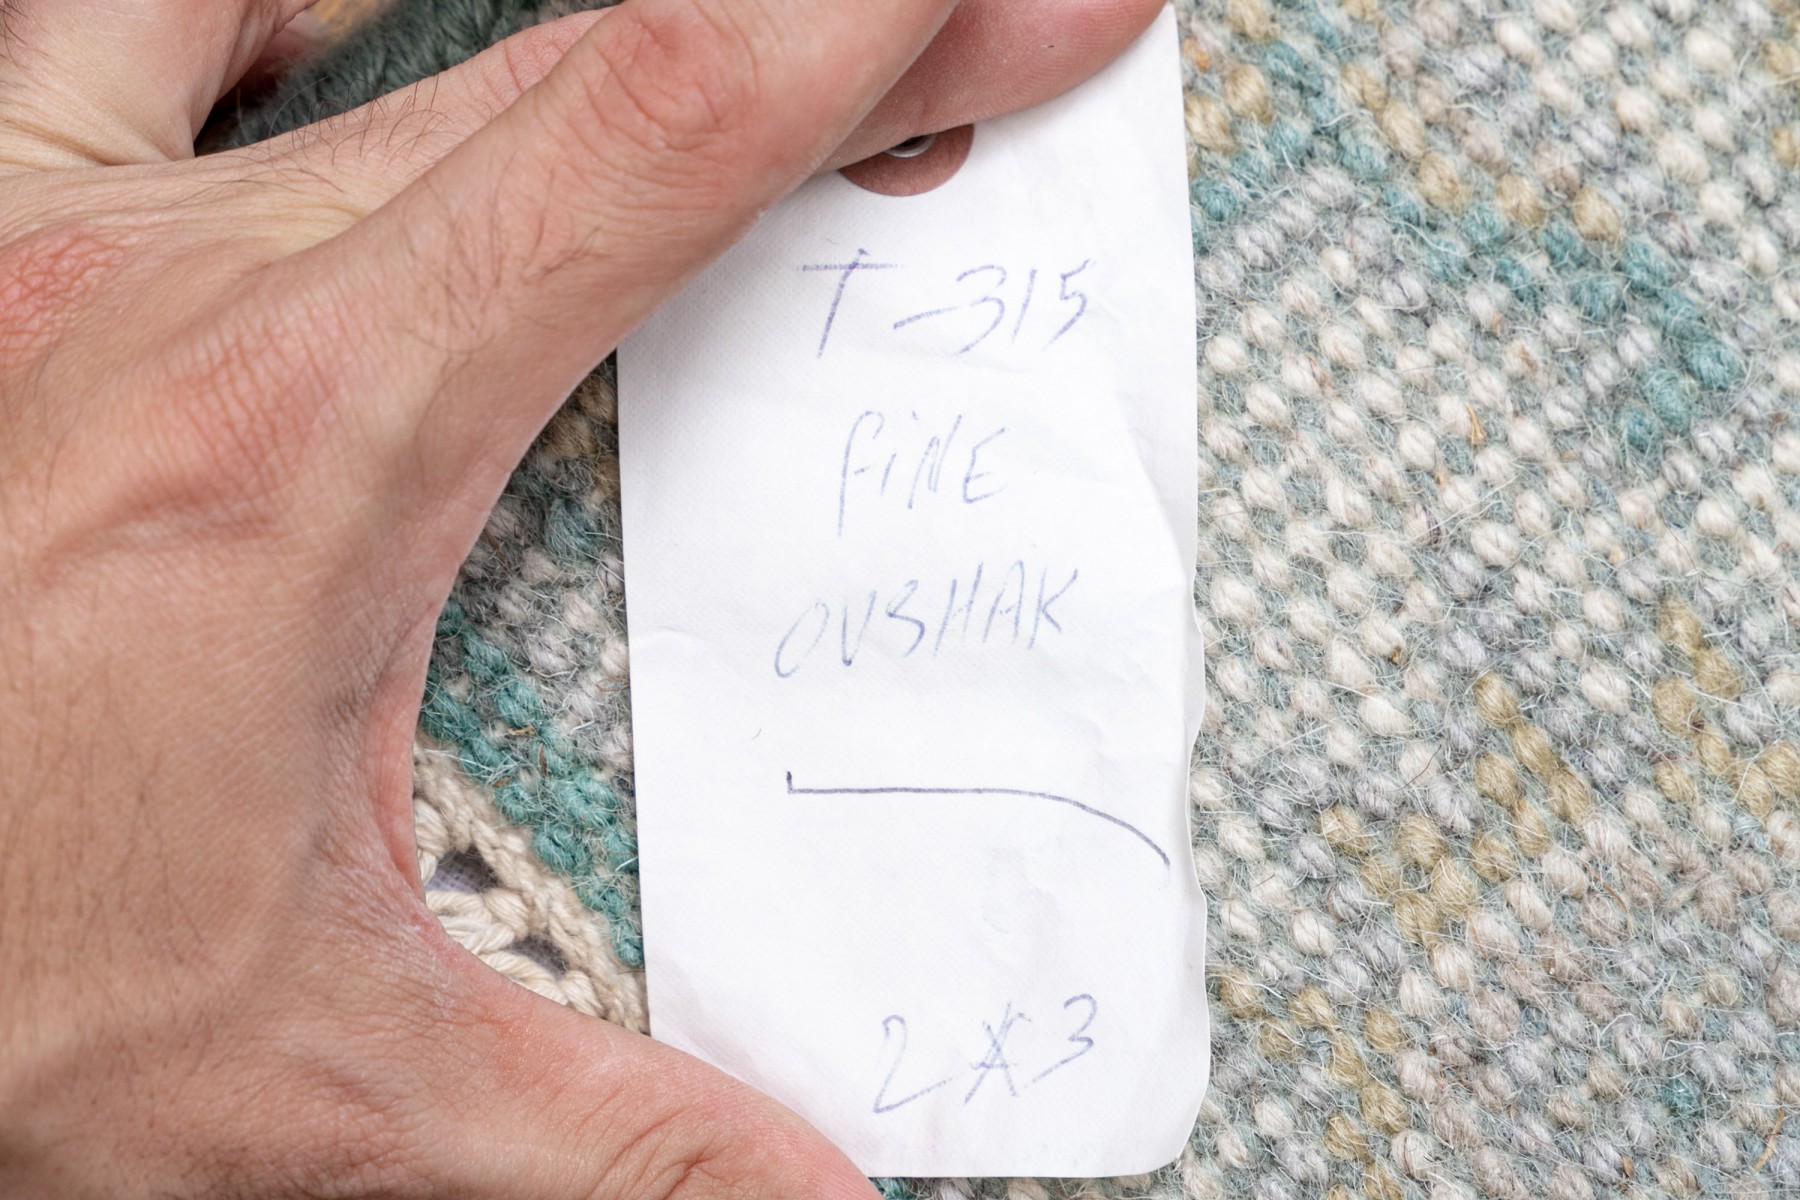 T-315
FiNE
OUSHAK
2X3